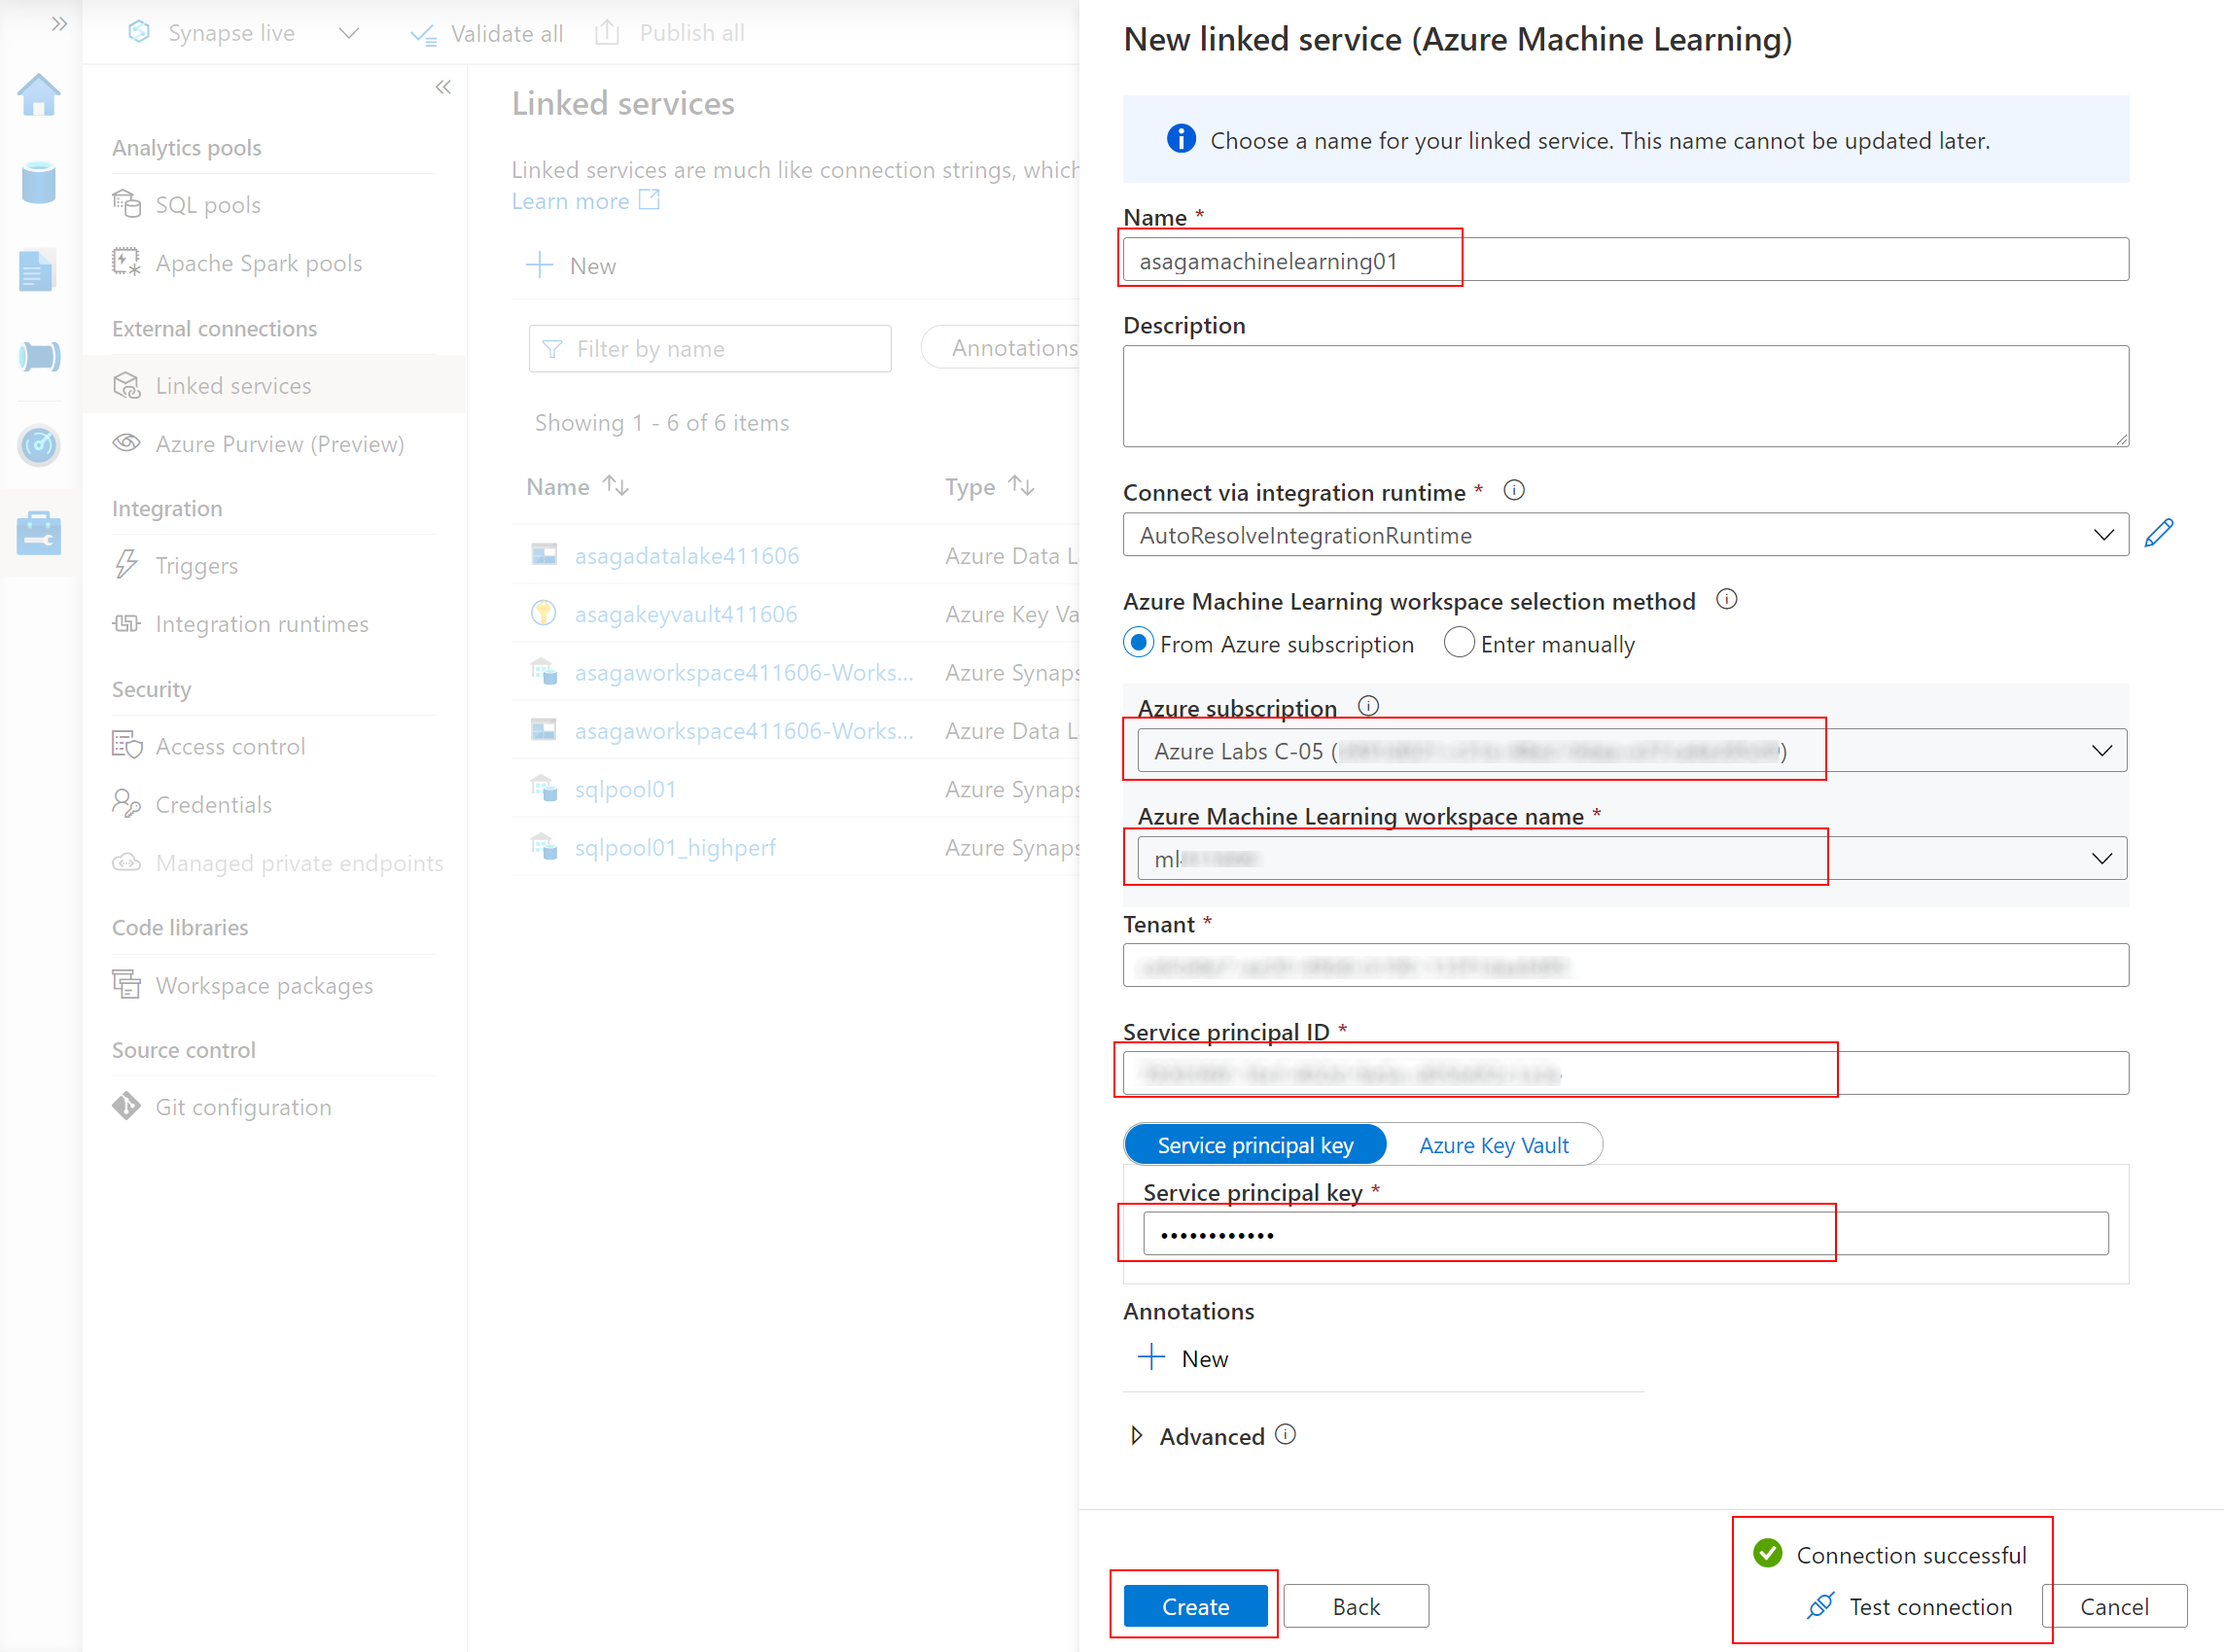 Synapse live
Validate all
Publish all
Analytics pools
SQL pools
Apache Spark pools
External connections
Linked services
Azure Purview (Preview)
Integration
Triggers
Integration runtimes
Security
Access control
Credentials
Managed private endpoints
Code libraries
Workspace packages
Source control
Git configuration
Linked services
Linked services are much like connection strings, which
Learn more
New
Filter by name
Annotations
Showing 1 - 6 of 6 items
Name Type
asagadatalake411606 Azure Data L
asagakeyvault411606 Azure Key Va
asagaworkspace411606-Works... Azure Synaps
asagaworkspace411606-Works... Azure Data L
sqlpool01 Azure Synaps
sqlpool01_highperf Azure Synaps
New linked service (Azure Machine Learning)
Choose a name for your linked service. This name cannot be updated later.
Name *
asagamachinelearning01
Description
Connect via integration runtime *
AutoResolveIntegrationRuntime
Azure Machine Learning workspace selection method
From Azure subscription Enter manually
Azure subscription
Azure Labs C-05 ( )
Azure Machine Learning workspace name *
ml
Tenant *
Service principal ID *
Service principal key Azure Key Vault
Service principal key *
••••••••••••
Annotations
New
Advanced
Connection successful
Create Back Test connection Cancel